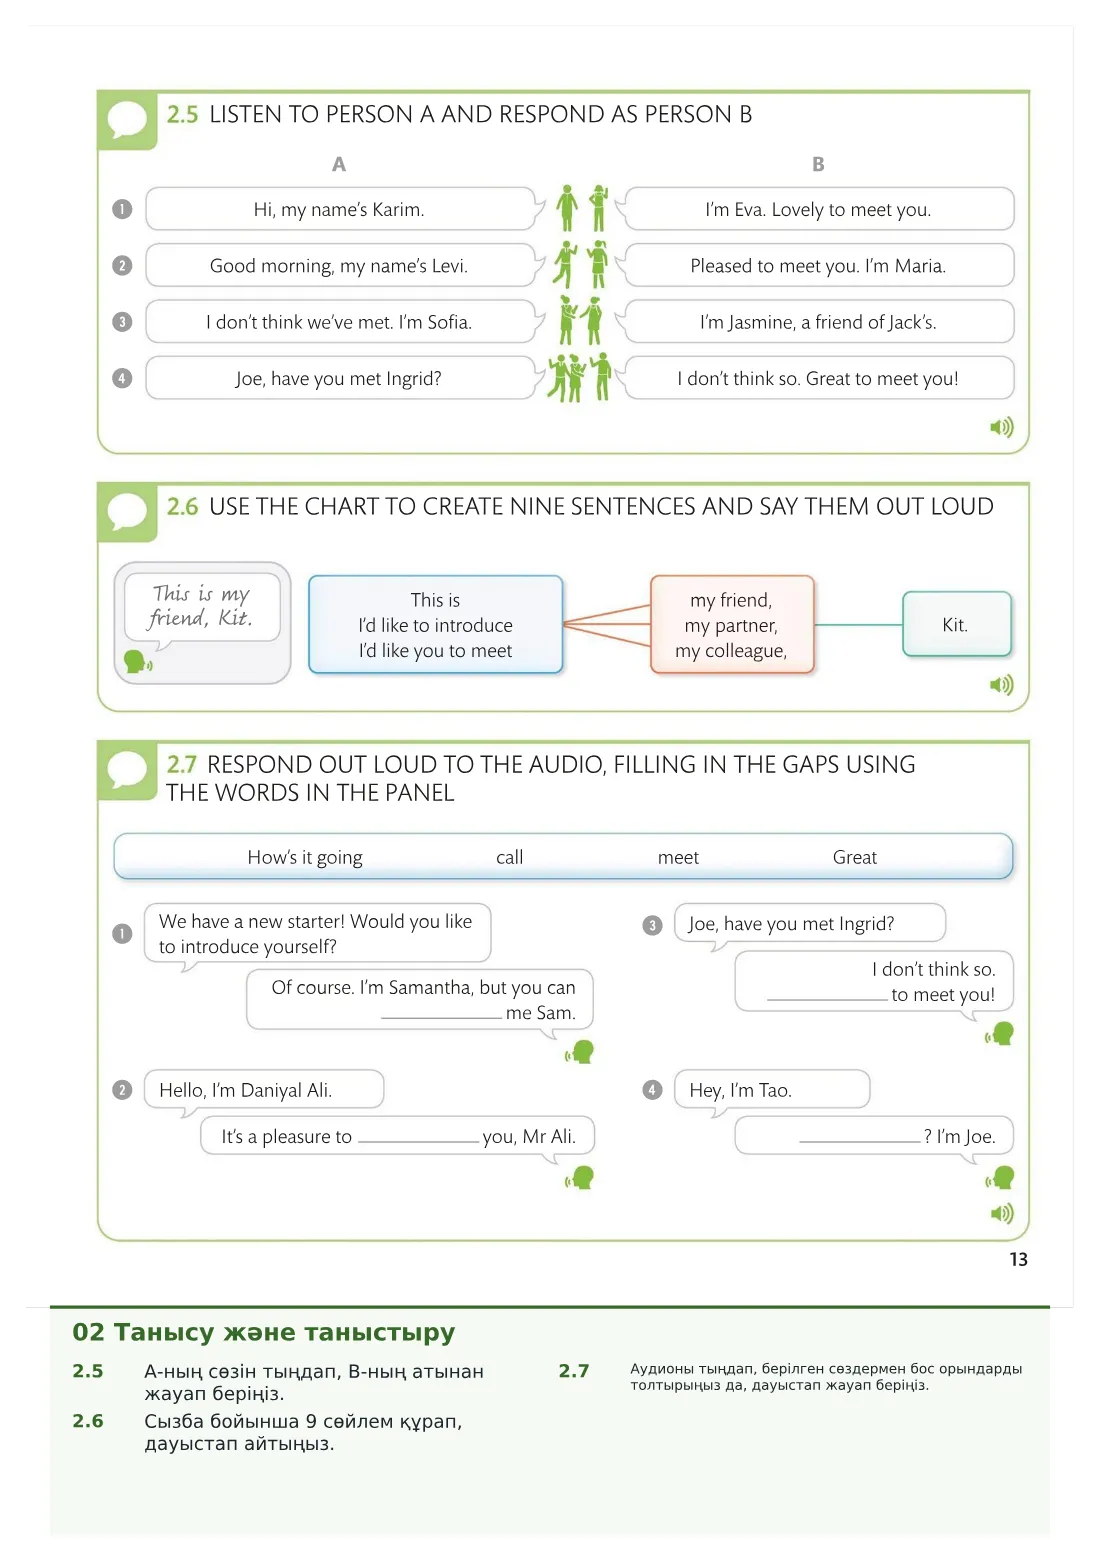 2.5 LISTEN TO PERSON A AND RESPOND AS PERSON B
A
B
1
Hi, my name's Karim.
I'm Eva. Lovely to meet you.
2
Good morning, my name's Levi.
Pleased to meet you. I'm Maria.
3
I don't think we've met. I'm Sofia.
I'm Jasmine, a friend of Jack's.
4
Joe, have you met Ingrid?
I don't think so. Great to meet you!
2.6 USE THE CHART TO CREATE NINE SENTENCES AND SAY THEM OUT LOUD
This is my
friend, Kit.
This is
I'd like to introduce
I'd like you to meet
my friend,
my partner,
my colleague,
Kit.
2.7 RESPOND OUT LOUD TO THE AUDIO, FILLING IN THE GAPS USING
THE WORDS IN THE PANEL
How's it going call meet Great
1
We have a new starter! Would you like
to introduce yourself?
Of course. I'm Samantha, but you can
____________ me Sam.
2
Hello, I'm Daniyal Ali.
It's a pleasure to ____________ you, Mr Ali.
3
Joe, have you met Ingrid?
I don't think so.
____________ to meet you!
4
Hey, I'm Tao.
____________ ? I'm Joe.
13
02 Танысу және таныстыру
2.5 А-ның сөзін тыңдап, В-ның атынан
жауап беріңіз.
2.6 Сызба бойынша 9 сөйлем құрап,
дауыстап айтыңыз.
2.7 Аудионы тыңдап, берілген сөздермен бос орындарды
толтырыңыз да, дауыстап жауап беріңіз.